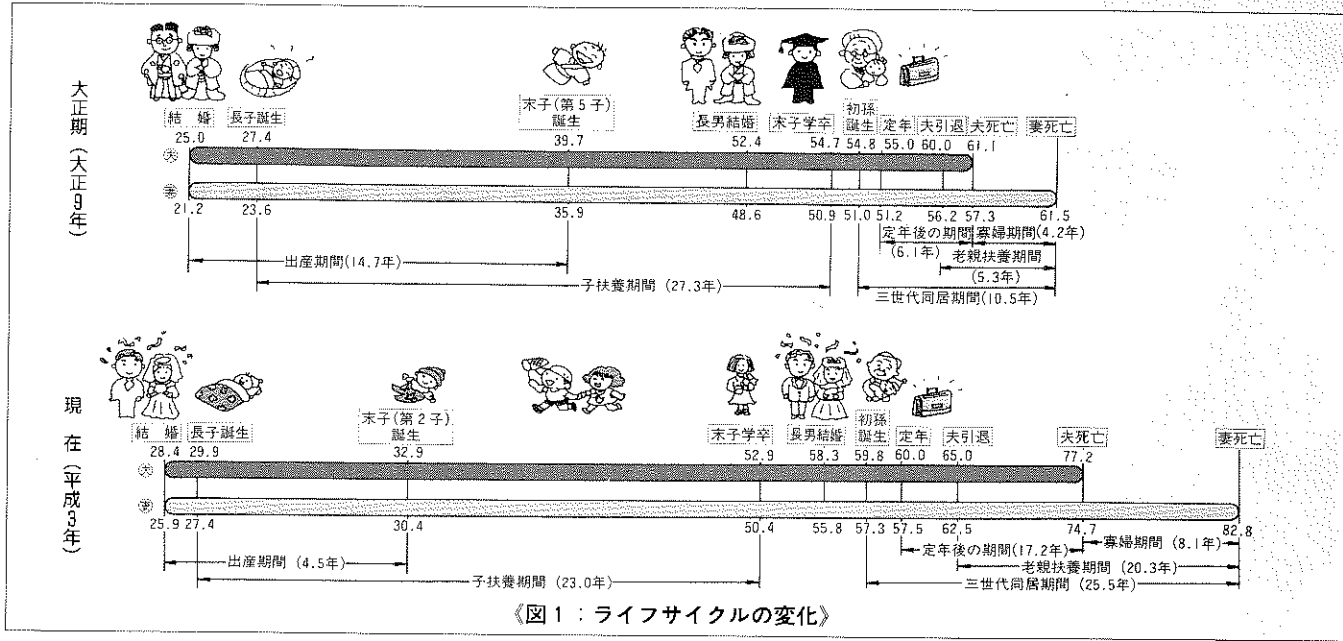 大正期(大正9年)
結婚 長子誕生 末子(第5子)誕生 長男結婚 末子学卒 初孫誕生 定年 夫引退 夫死亡 妻死亡
25.0 27.4 39.7 52.4 54.7 54.8 55.0 60.0 61.1
夫
妻
21.2 23.6 35.9 48.6 50.9 51.0 51.2 56.2 57.3 61.5
定年後の期間 寡婦期間(4.2年)
(6.1年)
出産期間(14.7年)
老親扶養期間
(5.3年)
子扶養期間(27.3年)
三世代同居期間(10.5年)
現在(平成3年)
結婚 長子誕生 末子(第2子)誕生 末子学卒 長男結婚 初孫誕生 定年 夫引退 夫死亡 妻死亡
28.4 29.9 32.9 52.9 58.3 59.8 60.0 65.0 77.2
夫
妻
25.9 27.4 30.4 50.4 55.8 57.3 57.5 62.5 74.7 82.8
出産期間(4.5年)
定年後の期間(17.2年) 寡婦期間(8.1年)
老親扶養期間(20.3年)
子扶養期間(23.0年)
三世代同居期間(25.5年)
《図1:ライフサイクルの変化》